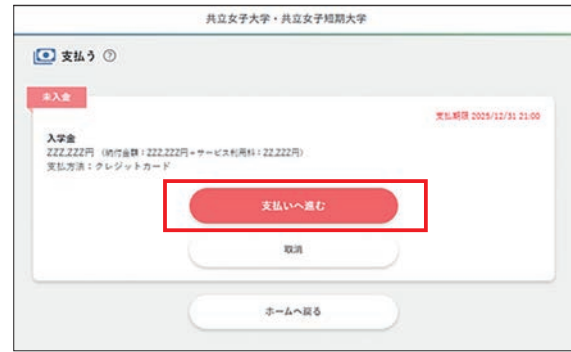 共立女子大学・共立女子短期大学
支払う ?
未入金
支払期限 2025/12/31 21:00
入学金
ZZZ,ZZZ円 (納付金額:ZZZ,ZZZ円+サービス利用料:ZZ,ZZZ円)
支払方法:クレジットカード
支払いへ進む
取消
ホームへ戻る